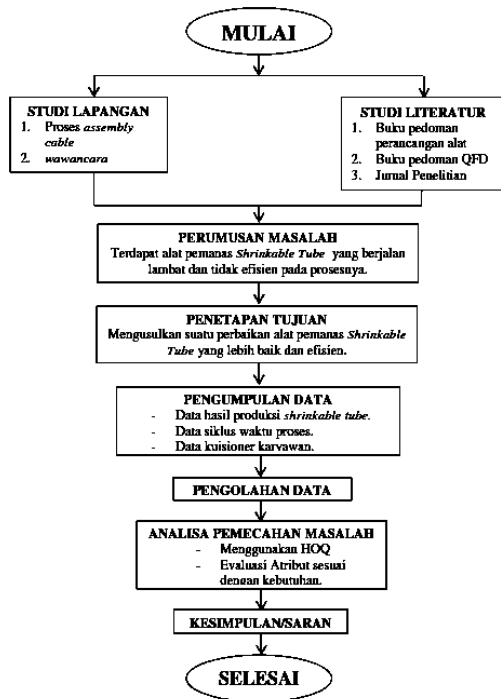 MULAI
STUDI LAPANGAN
1. Proses assembly
cable
2. wawancara
STUDI LITERATUR
1. Buku pedoman
perancangan alat
2. Buku pedoman QFD
3. Jurnal Penelitian
PERUMUSAN MASALAH
Terdapat alat pemanas Shrinkable Tube yang berjalan
lambat dan tidak efisien pada prosesnya.
PENETAPAN TUJUAN
Mengusulkan suatu perbaikan alat pemanas Shrinkable
Tube yang lebih baik dan efisien.
PENGUMPULAN DATA
- Data hasil produksi shrinkable tube.
- Data siklus waktu proses.
- Data kuisioner karyawan.
PENGOLAHAN DATA
ANALISA PEMECAHAN MASALAH
- Menggunakan HOQ
- Evaluasi Atribut sesuai
dengan kebutuhan.
KESIMPULAN/SARAN
SELESAI